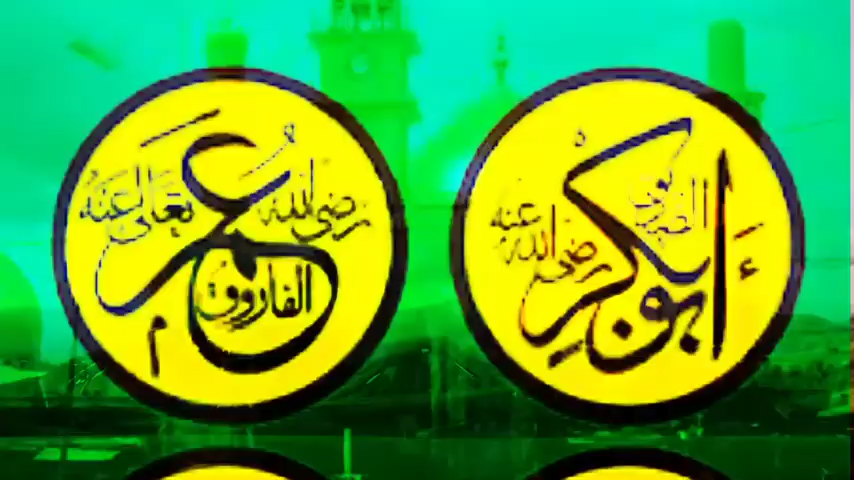 أبو بكر الصديق
رضي الله عنه
عمر الفاروق
رضي الله تعالى عنه